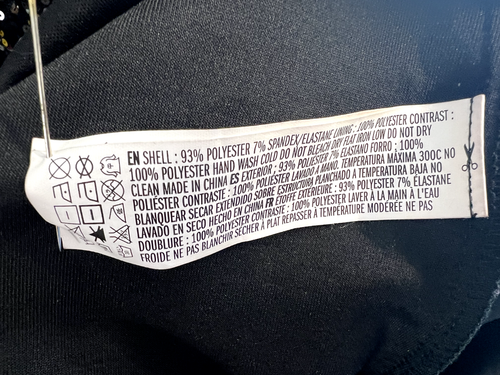 EN SHELL : 93% POLYESTER 7% SPANDEX/ELASTANE LINING : 100% POLYESTER CONTRAST :
100% POLYESTER HAND WASH COLD DO NOT BLEACH DRY FLAT IRON LOW DO NOT DRY
CLEAN MADE IN CHINA ES EXTERIOR : 93% POLIÉSTER 7% ELASTANO FORRO : 100%
POLIÉSTER CONTRASTE : 100% POLIÉSTER LAVADO A MANO, TEMPERATURA MÁXIMA 30OC NO
BLANQUEAR SECAR EXTENDIDO SOBRE ESTRUCTURA PLANCHADO A TEMPERATURA BAJA NO
LAVADO EN SECO HECHO EN CHINA FR ETOFFE EXTÉRIEURE : 93% POLYESTER 7% ÉLASTANE
DOUBLURE : 100% POLYESTER CONTRASTE : 100% POLYESTER LAVER À LA MAIN À L'EAU
FROIDE NE PAS BLANCHIR SÉCHER À PLAT REPASSER À TEMPÉRATURE MODÉRÉE NE PAS